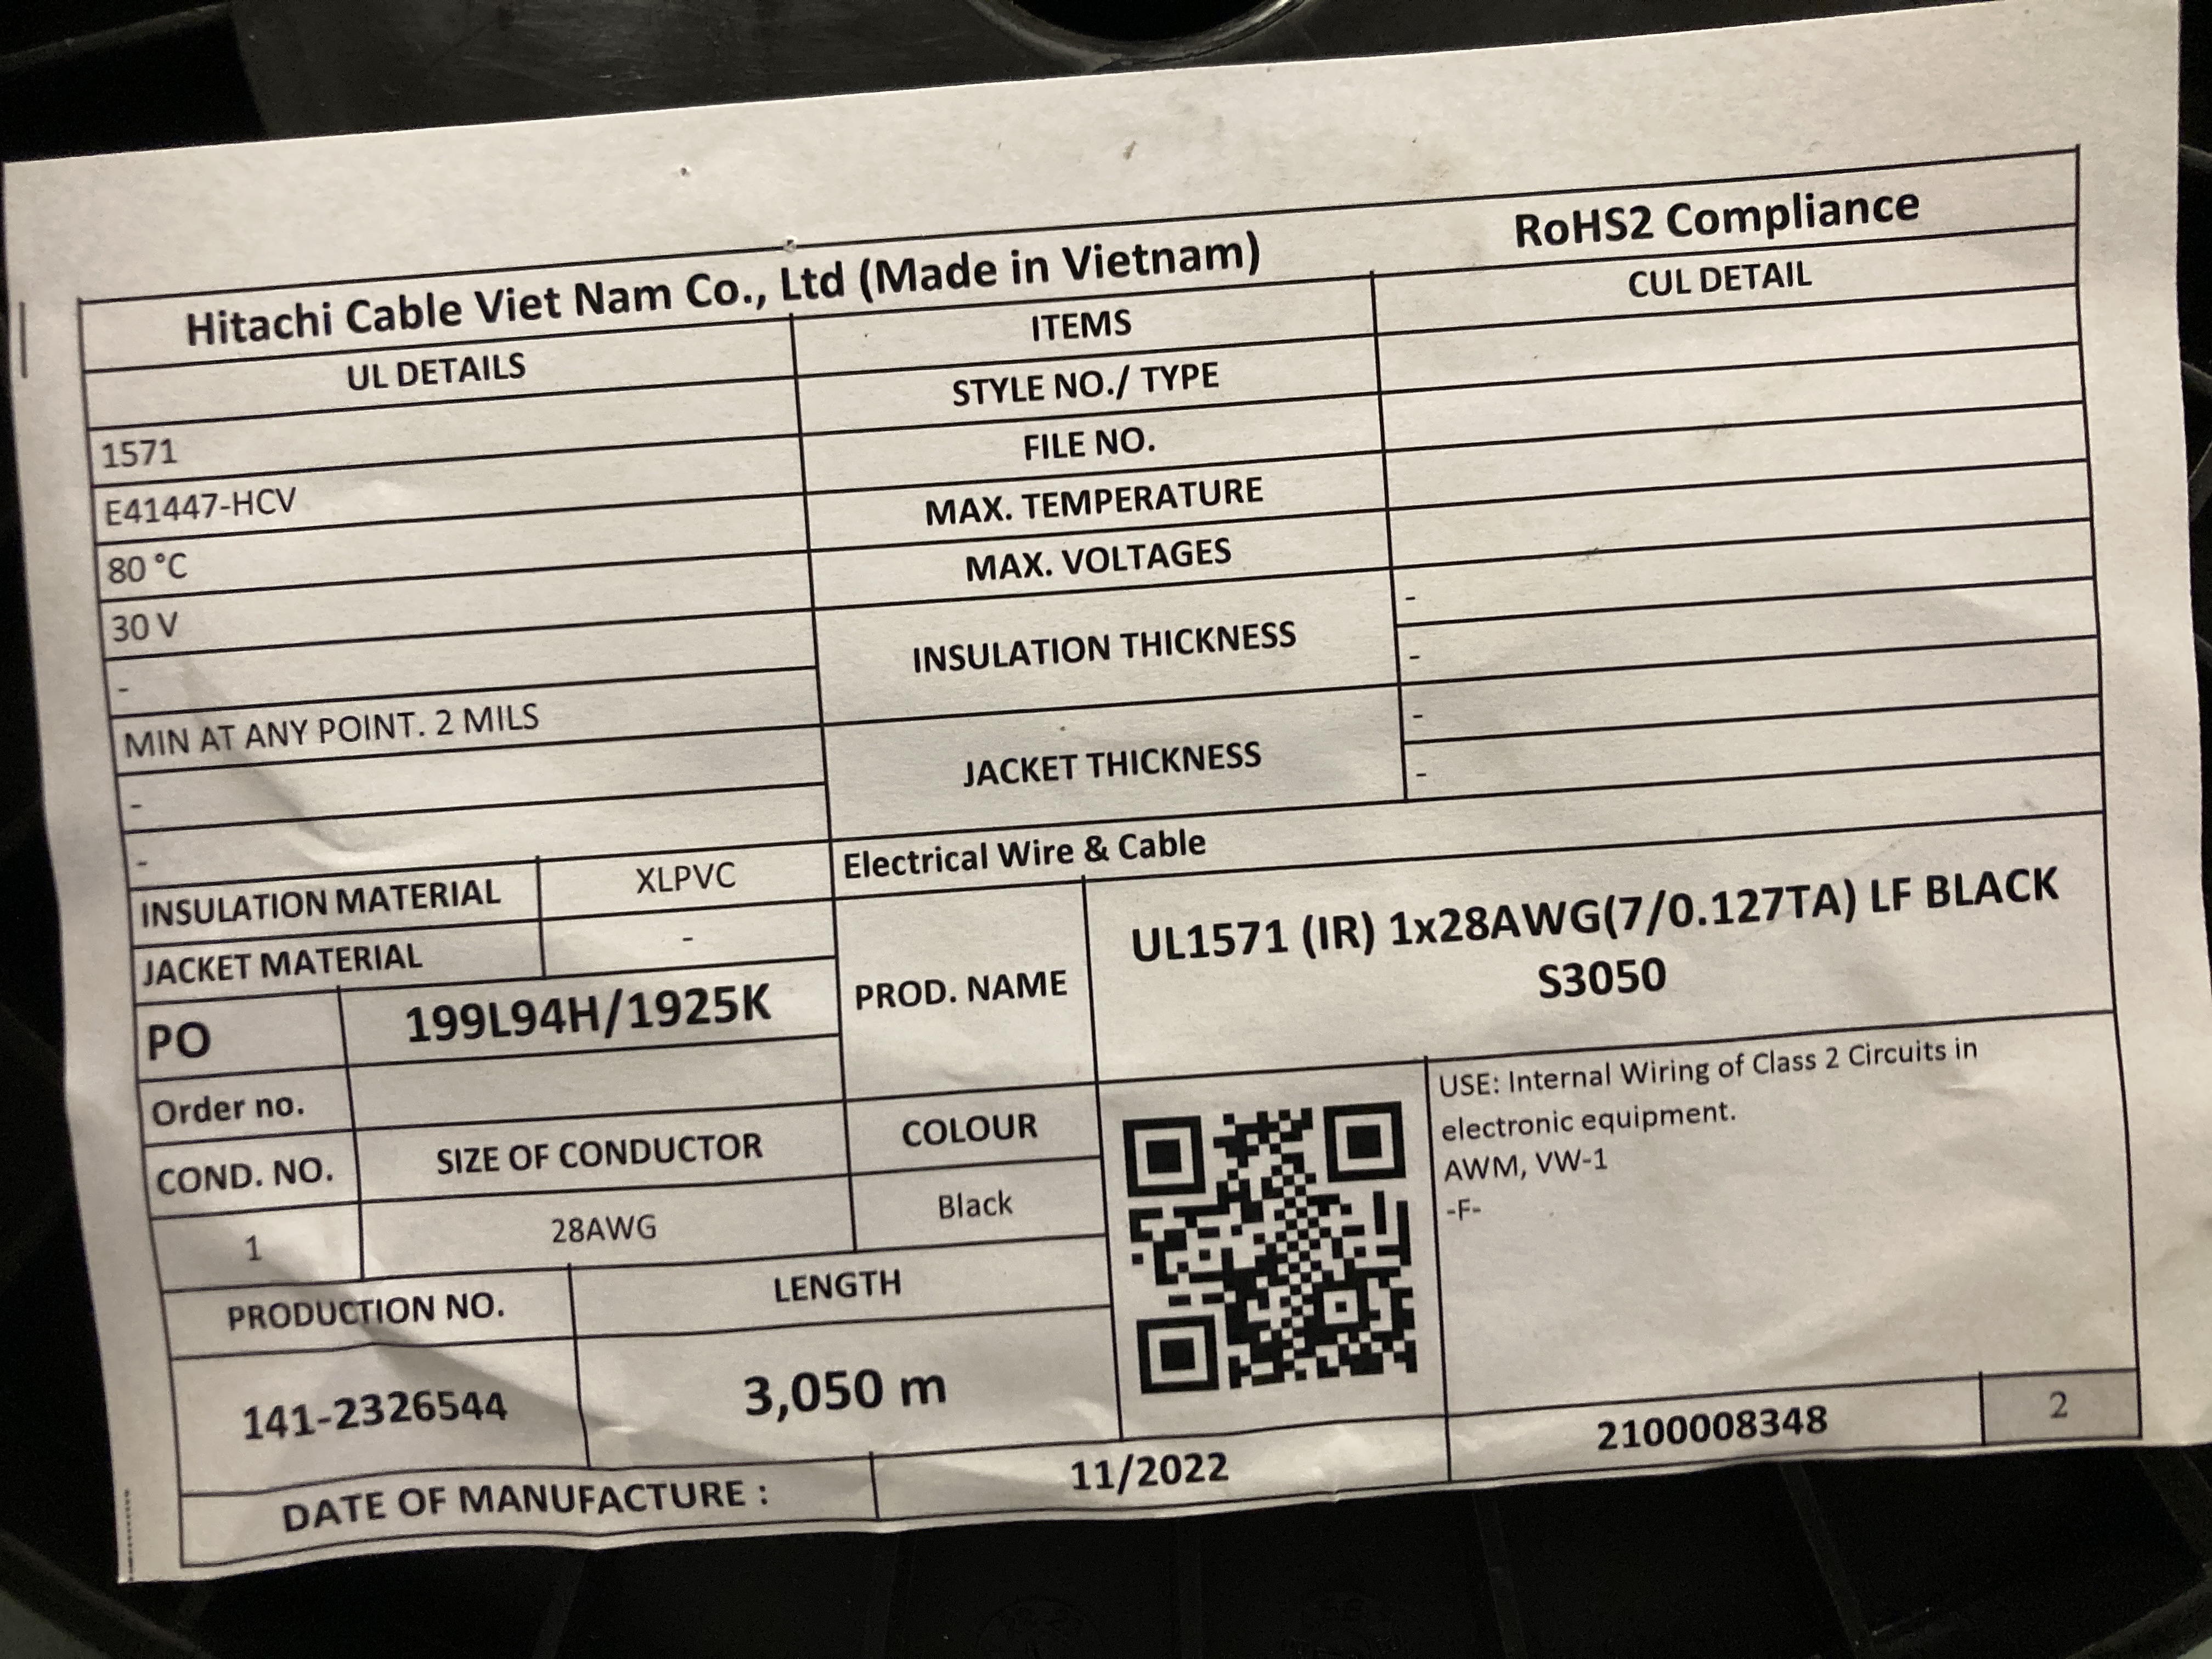 Hitachi Cable Viet Nam Co., Ltd (Made in Vietnam) RoHS2 Compliance
UL DETAILS ITEMS CUL DETAIL
1571 STYLE NO./ TYPE
E41447-HCV FILE NO.
80 °C MAX. TEMPERATURE
30 V MAX. VOLTAGES
- INSULATION THICKNESS -
MIN AT ANY POINT. 2 MILS -
- JACKET THICKNESS -
- -
INSULATION MATERIAL XLPVC Electrical Wire & Cable
JACKET MATERIAL -
PROD. NAME UL1571 (IR) 1x28AWG(7/0.127TA) LF BLACK
S3050
PO 199L94H/1925K
Order no.
COND. NO. SIZE OF CONDUCTOR COLOUR
1 28AWG Black
USE: Internal Wiring of Class 2 Circuits in
electronic equipment.
AWM, VW-1
-F-
PRODUCTION NO. LENGTH
141-2326544 3,050 m
DATE OF MANUFACTURE : 11/2022 2100008348 2